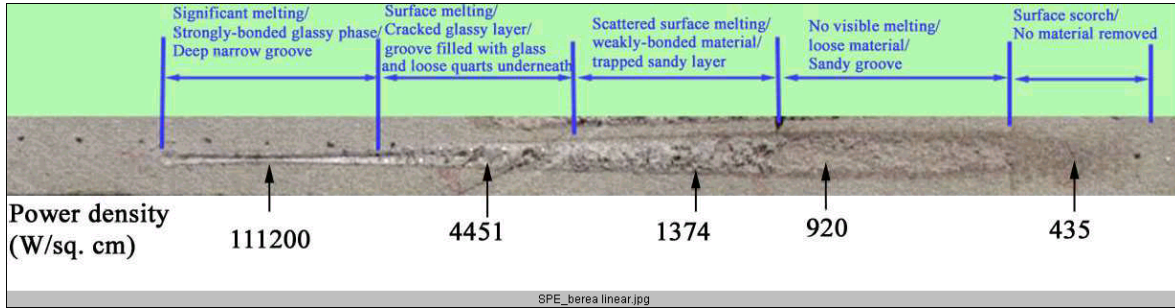 Significant melting/
Strongly-bonded glassy phase/
Deep narrow groove
Surface melting/
Cracked glassy layer/
groove filled with glass
and loose quarts underneath
Scattered surface melting/
weakly-bonded material/
trapped sandy layer
No visible melting/
loose material/
Sandy groove
Surface scorch/
No material removed
Power density
(W/sq. cm)
111200
4451
1374
920
435
SPE_berea linear.jpg